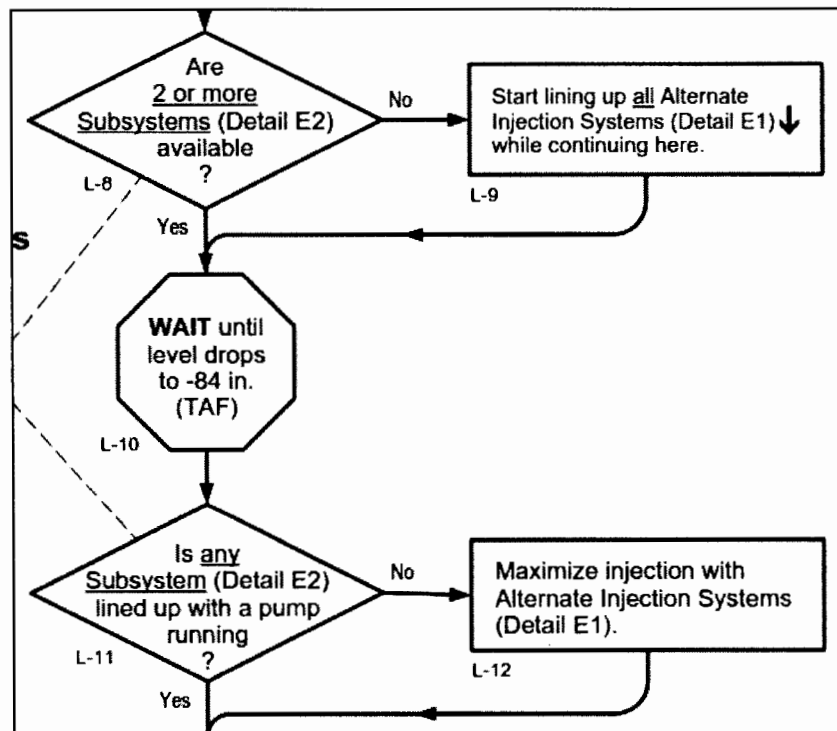 Are
2 or more
Subsystems (Detail E2)
available
?
L-8
No
Start lining up all Alternate
Injection Systems (Detail E1)
while continuing here.
L-9
Yes
s
WAIT until
level drops
to -84 in.
(TAF)
L-10
Is any
Subsystem (Detail E2)
lined up with a pump
running
?
L-11
No
Maximize injection with
Alternate Injection Systems
(Detail E1).
L-12
Yes